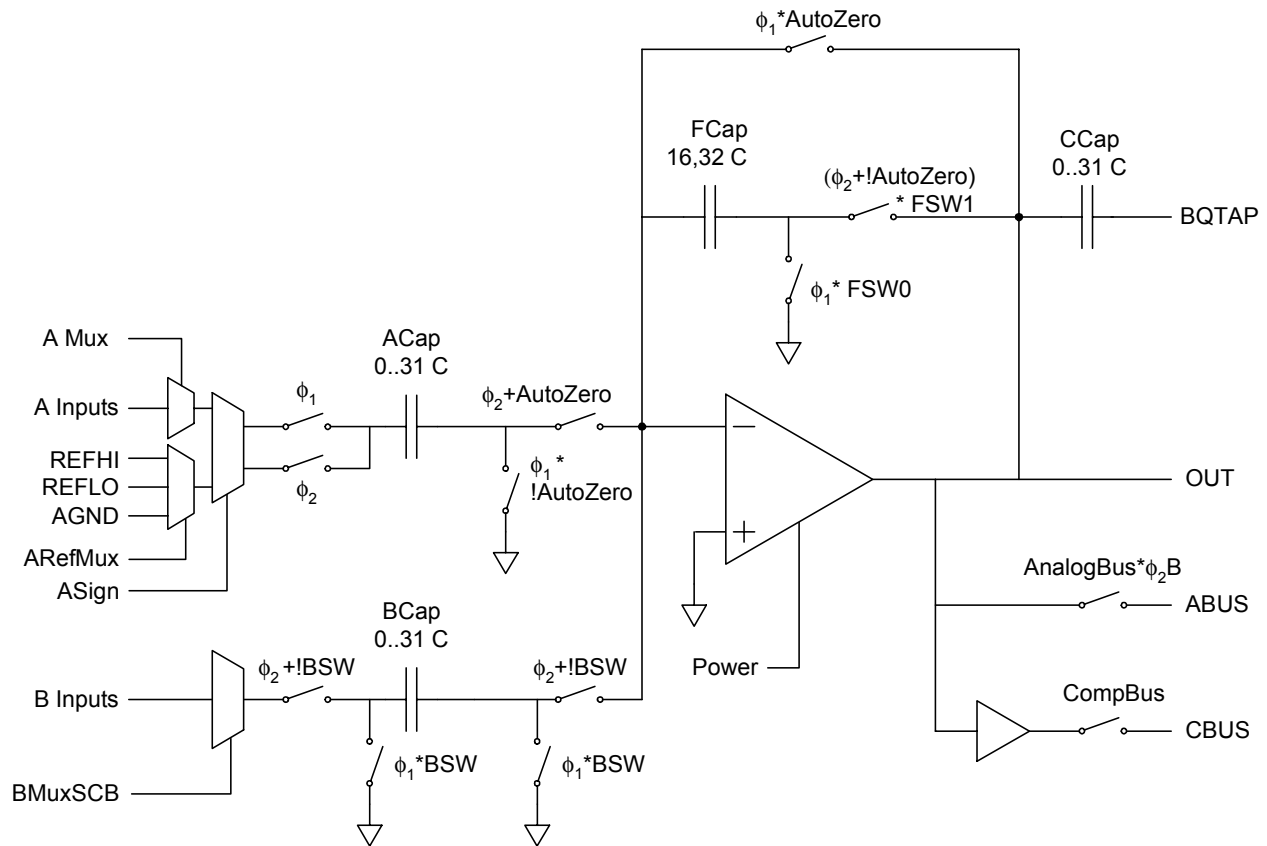 ϕ1*AutoZero
FCap
16,32 C
CCap
0..31 C
(ϕ2+!AutoZero)
* FSW1
BQTAP
ϕ1* FSW0
A Mux
ACap
0..31 C
A Inputs
ϕ1
ϕ2+AutoZero
REFHI
REFLO
AGND
ϕ2
ϕ1*
!AutoZero
OUT
ARefMux
ASign
AnalogBus*ϕ2B
ABUS
BCap
0..31 C
Power
ϕ2+!BSW
ϕ2+!BSW
B Inputs
CompBus
CBUS
ϕ1*BSW
ϕ1*BSW
BMuxSCB